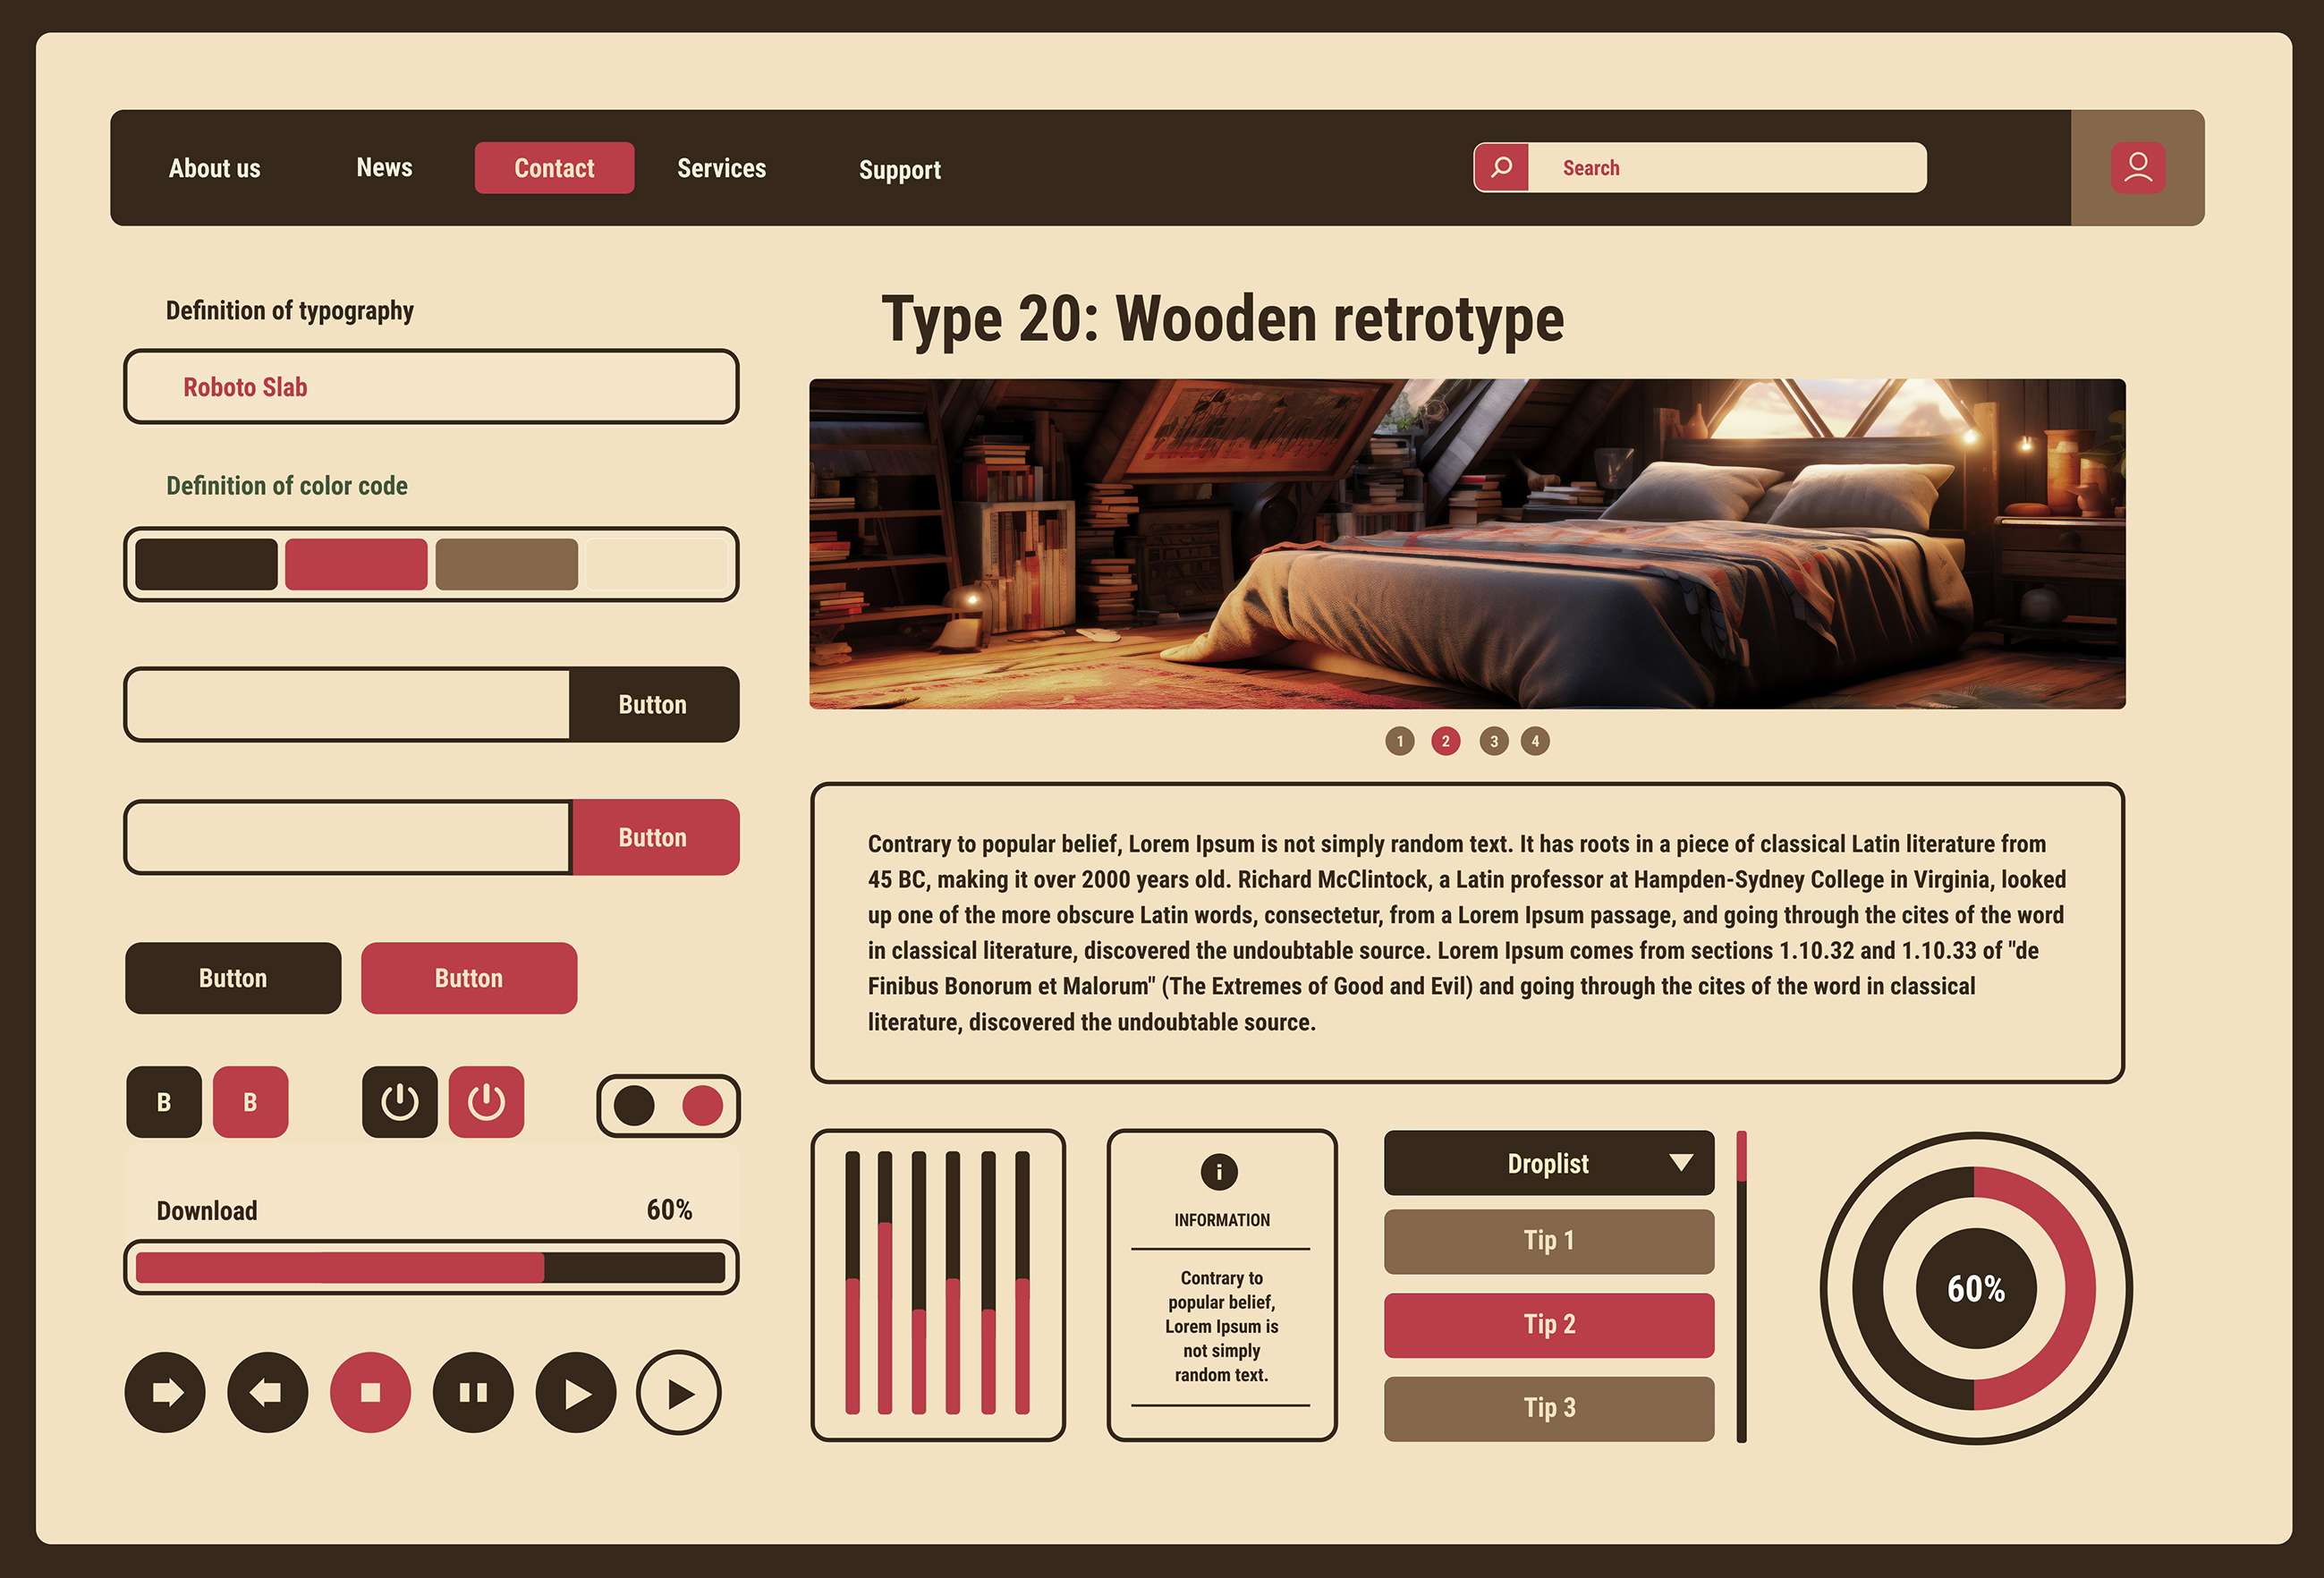 About us
News
Contact
Services
Support
Search
Definition of typography
Roboto Slab
Definition of color code
Button
Button
Button
Button
B
B
Download
60%
Type 20: Wooden retrotype
1
2
3
4
Contrary to popular belief, Lorem Ipsum is not simply random text. It has roots in a piece of classical Latin literature from
45 BC, making it over 2000 years old. Richard McClintock, a Latin professor at Hampden-Sydney College in Virginia, looked
up one of the more obscure Latin words, consectetur, from a Lorem Ipsum passage, and going through the cites of the word
in classical literature, discovered the undoubtable source. Lorem Ipsum comes from sections 1.10.32 and 1.10.33 of "de
Finibus Bonorum et Malorum" (The Extremes of Good and Evil) and going through the cites of the word in classical
literature, discovered the undoubtable source.
i
INFORMATION
Contrary to
popular belief,
Lorem Ipsum is
not simply
random text.
Droplist
Tip 1
Tip 2
Tip 3
60%